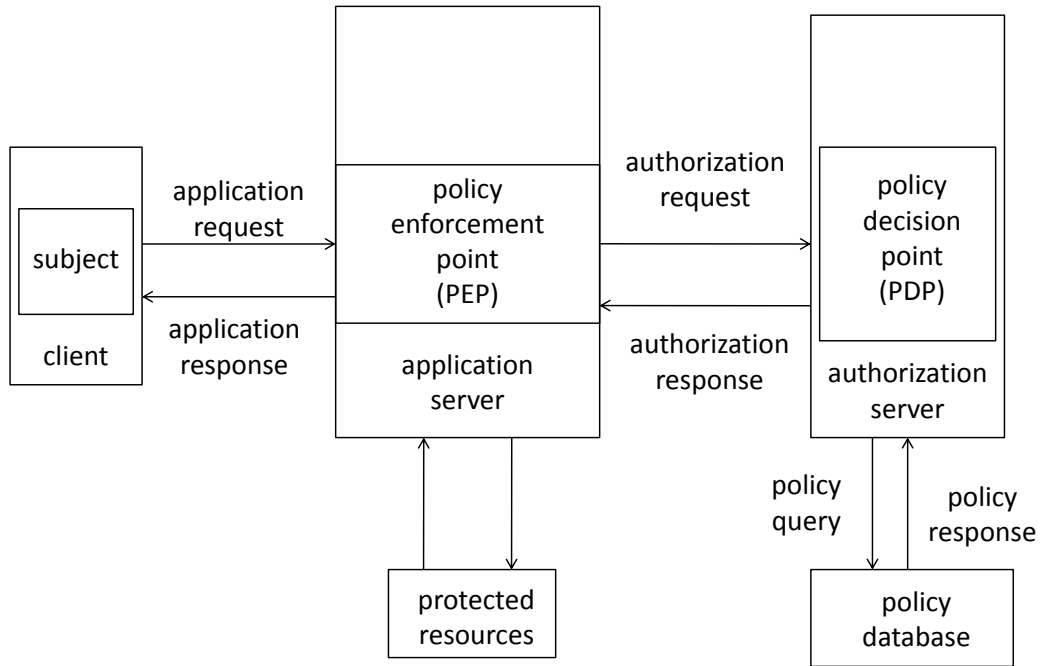 subject
client
application
request
application
response
policy
enforcement
point
(PEP)
application
server
authorization
request
authorization
response
policy
decision
point
(PDP)
authorization
server
policy
query
policy
response
protected
resources
policy
database